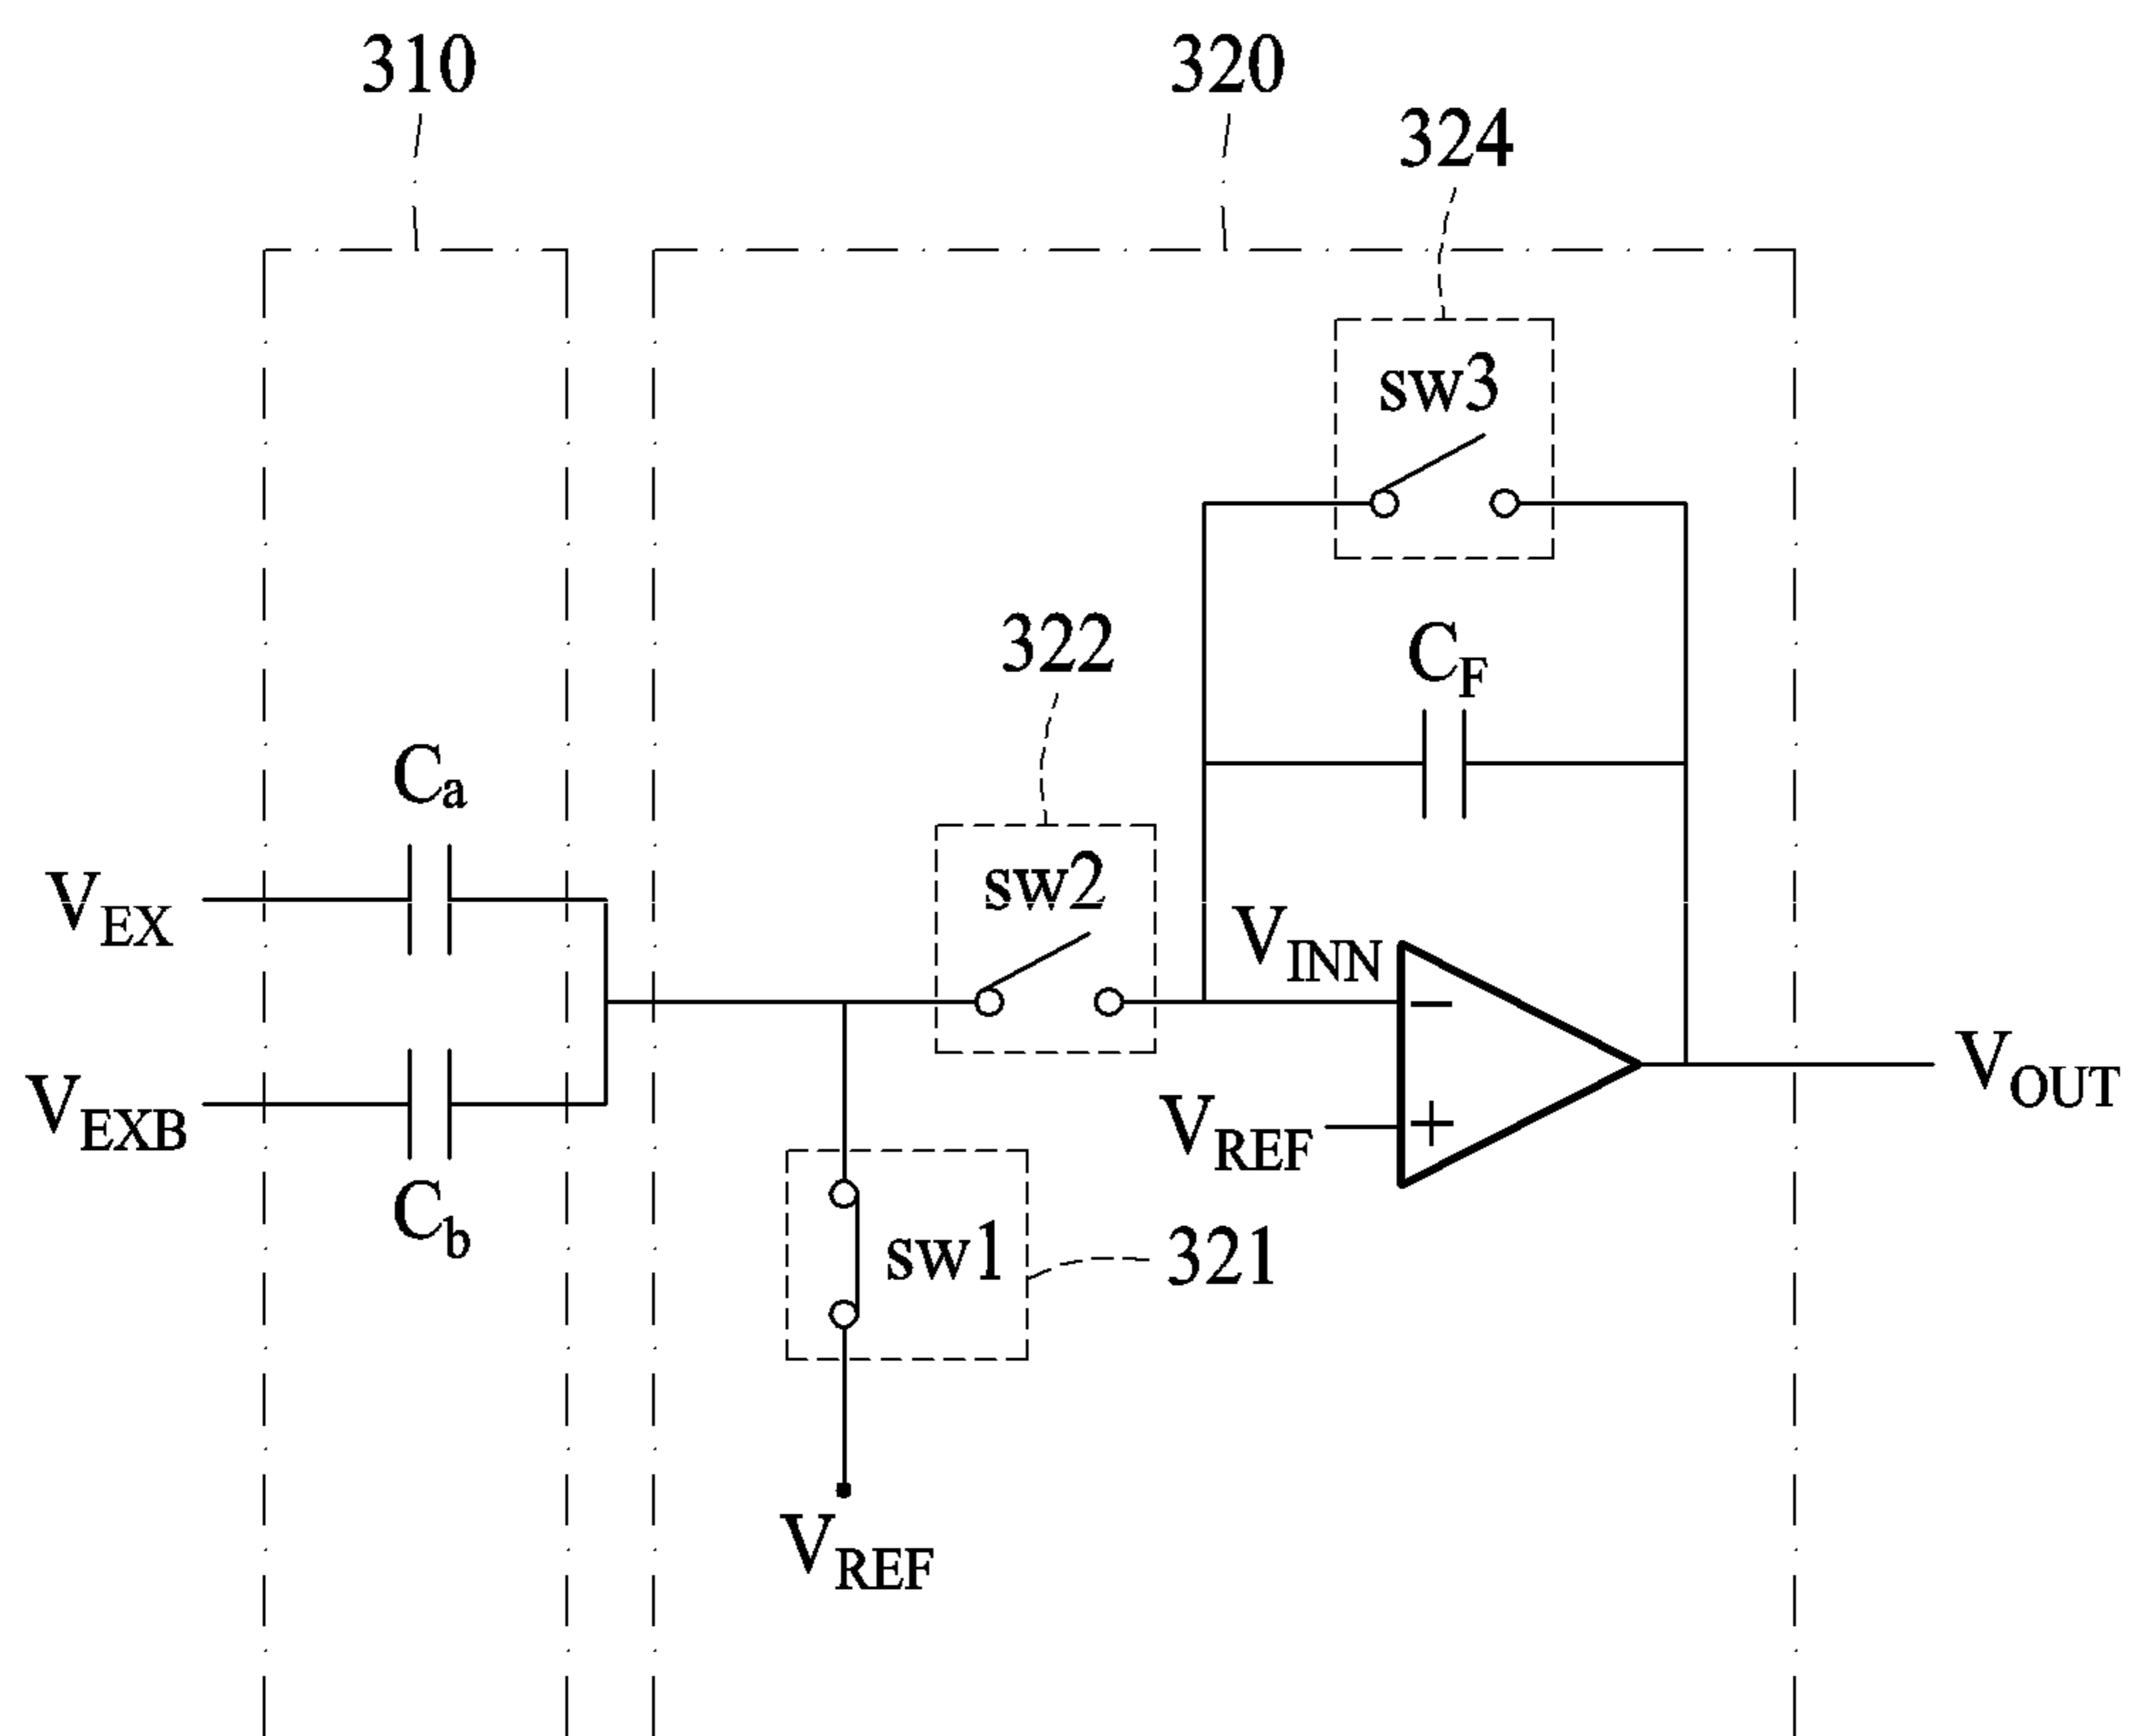 310
320
324
sw3
322
C_F
C_a
sw2
V_EX
V_INN
−
V_OUT
V_EXB
V_REF
+
C_b
sw1
321
V_REF